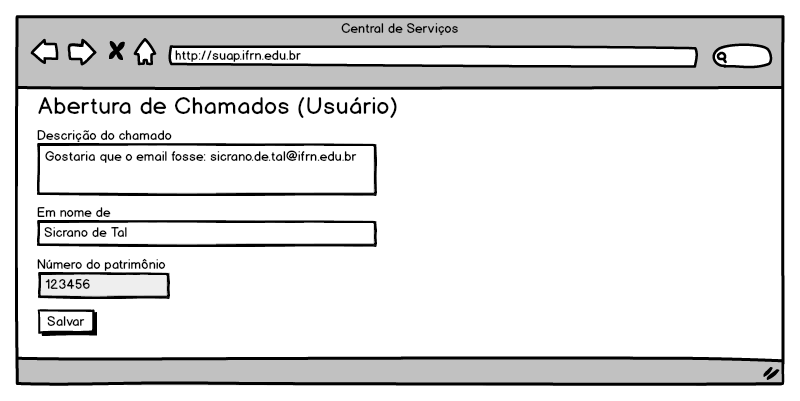 Central de Serviços
http://suap.ifrn.edu.br
Abertura de Chamados (Usuário)
Descrição do chamado
Gostaria que o email fosse: sicrano.de.tal@ifrn.edu.br
Em nome de
Sicrano de Tal
Número do patrimônio
123456
Salvar